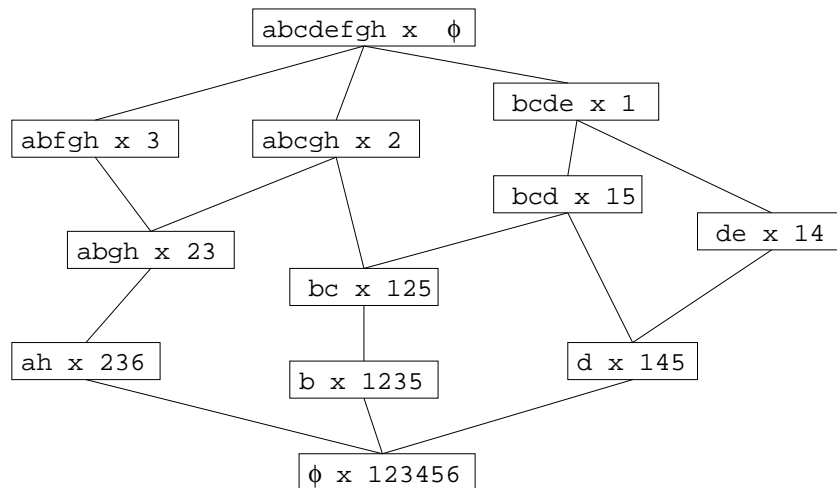 abcdefgh x ϕ
bcde x 1
abfgh x 3
abcgh x 2
bcd x 15
de x 14
abgh x 23
bc x 125
ah x 236
b x 1235
d x 145
ϕ x 123456